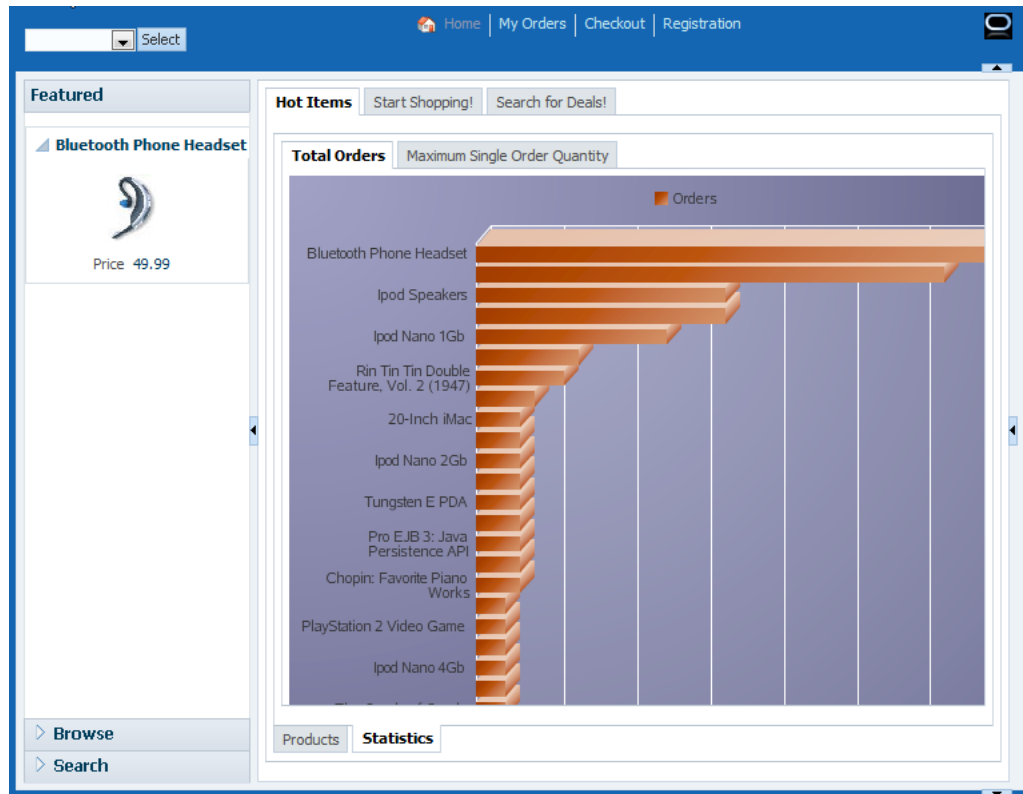 Home | My Orders | Checkout | Registration
Select
Featured
Bluetooth Phone Headset
Price 49.99
Browse
Search
Hot Items
Start Shopping!
Search for Deals!
Total Orders
Maximum Single Order Quantity
Orders
Bluetooth Phone Headset
Ipod Speakers
Ipod Nano 1Gb
Rin Tin Tin Double
Feature, Vol. 2 (1947)
20-Inch iMac
Ipod Nano 2Gb
Tungsten E PDA
Pro EJB 3: Java
Persistence API
Chopin: Favorite Piano
Works
PlayStation 2 Video Game
Ipod Nano 4Gb
Products
Statistics